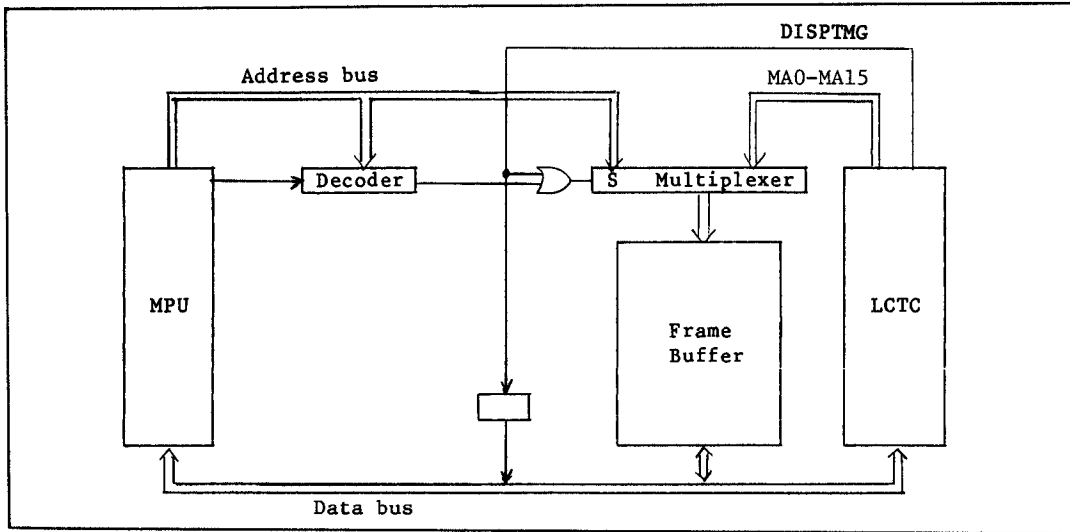 DISPTMG
Address bus
MA0-MA15
Decoder
S Multiplexer
MPU
Frame
Buffer
LCTC
Data bus